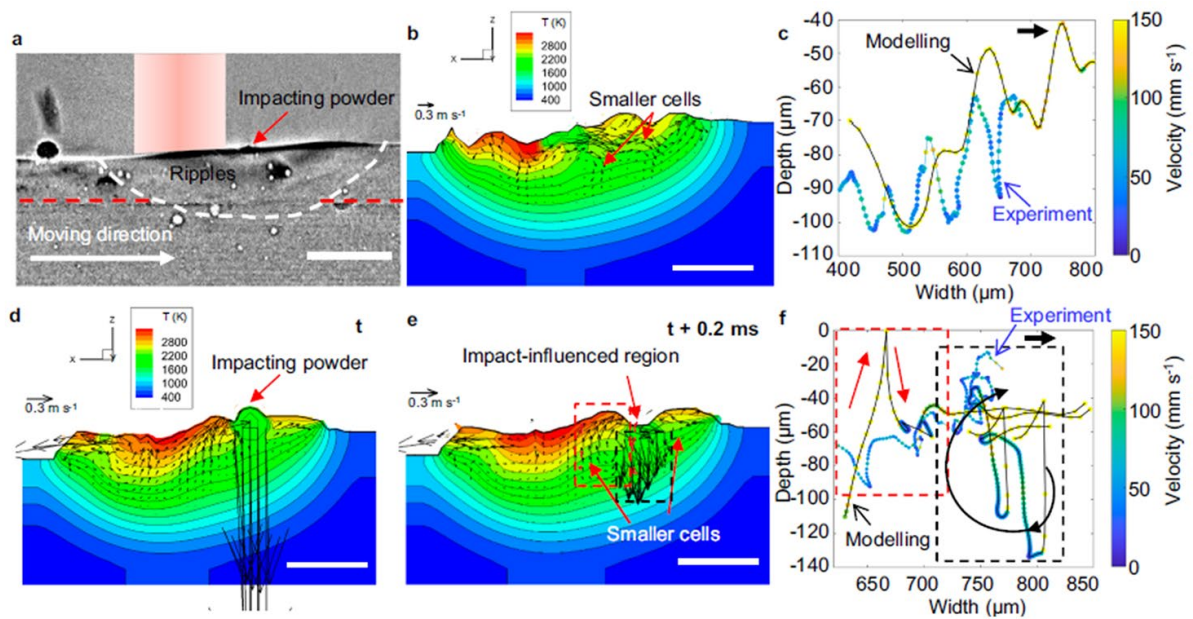 a
Impacting powder
Ripples
Moving direction
b
z
x
T (K)
2800
2200
1600
1000
400
0.3 m s-1
Smaller cells
c
-40
-50
-60
-70
-80
-90
-100
-110
Depth (µm)
400 500 600 700 800
Width (µm)
Modelling
Experiment
150
100
50
0
Velocity (mm s-1)
d
z
x
T (K)
2800
2200
1600
1000
400
t
Impacting powder
0.3 m s-1
e
t + 0.2 ms
Impact-influenced region
0.3 m s-1
Smaller cells
f
0
-20
-40
-60
-80
-100
-120
-140
Depth (µm)
650 700 750 800 850
Width (µm)
Experiment
Modelling
150
100
50
0
Velocity (mm s-1)